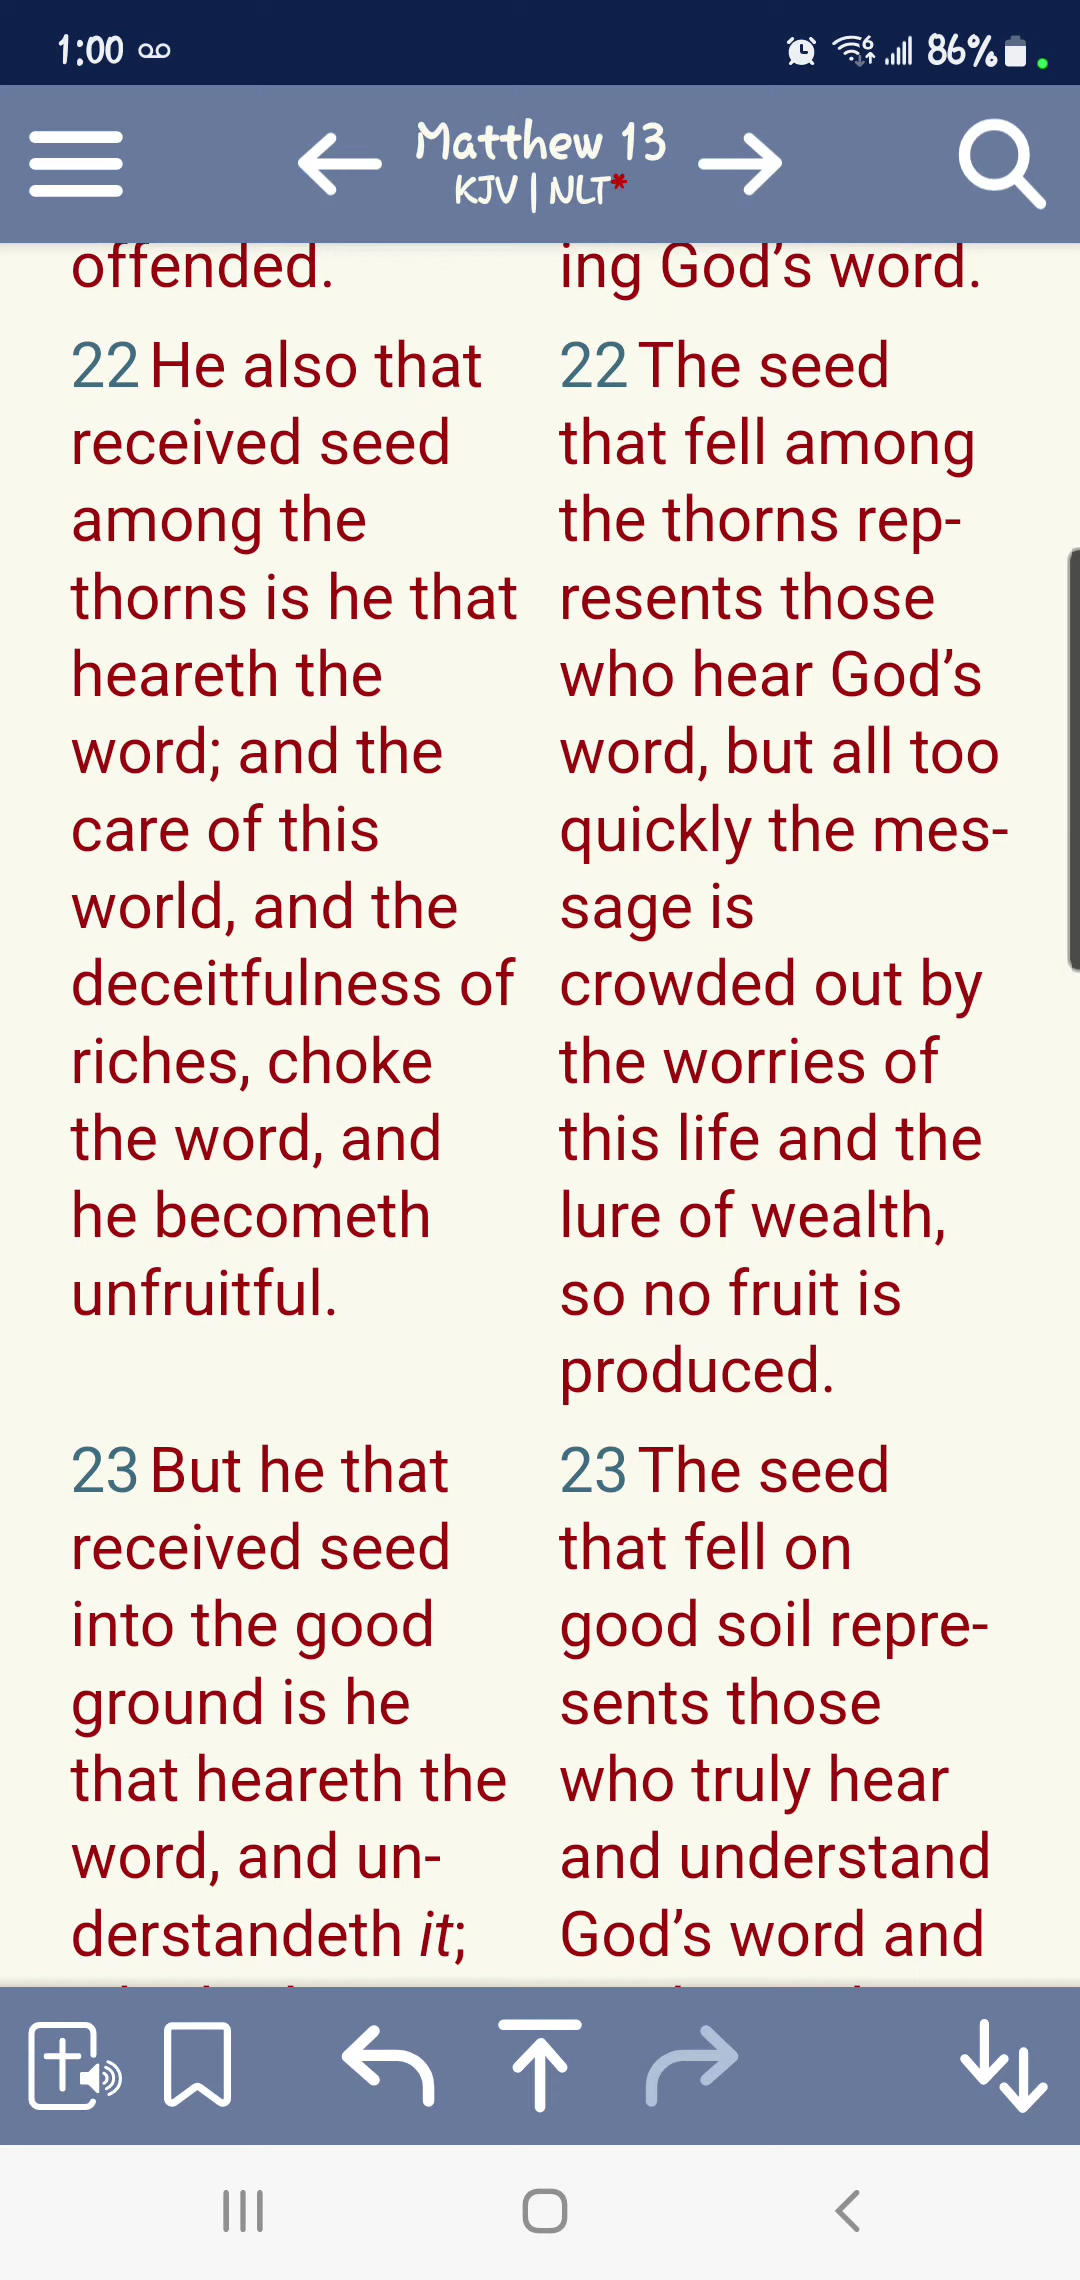 1:00
86%
Matthew 13
KJV | NLT*
offended.
22 He also that
received seed
among the
thorns is he that
heareth the
word; and the
care of this
world, and the
deceitfulness of
riches, choke
the word, and
he becometh
unfruitful.
23 But he that
received seed
into the good
ground is he
that heareth the
word, and un-
derstandeth it;
ing God’s word.
22 The seed
that fell among
the thorns rep-
resents those
who hear God’s
word, but all too
quickly the mes-
sage is
crowded out by
the worries of
this life and the
lure of wealth,
so no fruit is
produced.
23 The seed
that fell on
good soil repre-
sents those
who truly hear
and understand
God’s word and